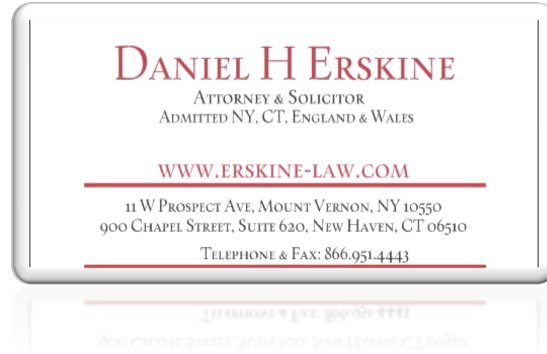 Daniel H Erskine
Attorney & Solicitor
Admitted NY, CT, England & Wales
www.erskine-law.com
11 W Prospect Ave, Mount Vernon, NY 10550
900 Chapel Street, Suite 620, New Haven, CT 06510
Telephone & Fax: 866.951.4443